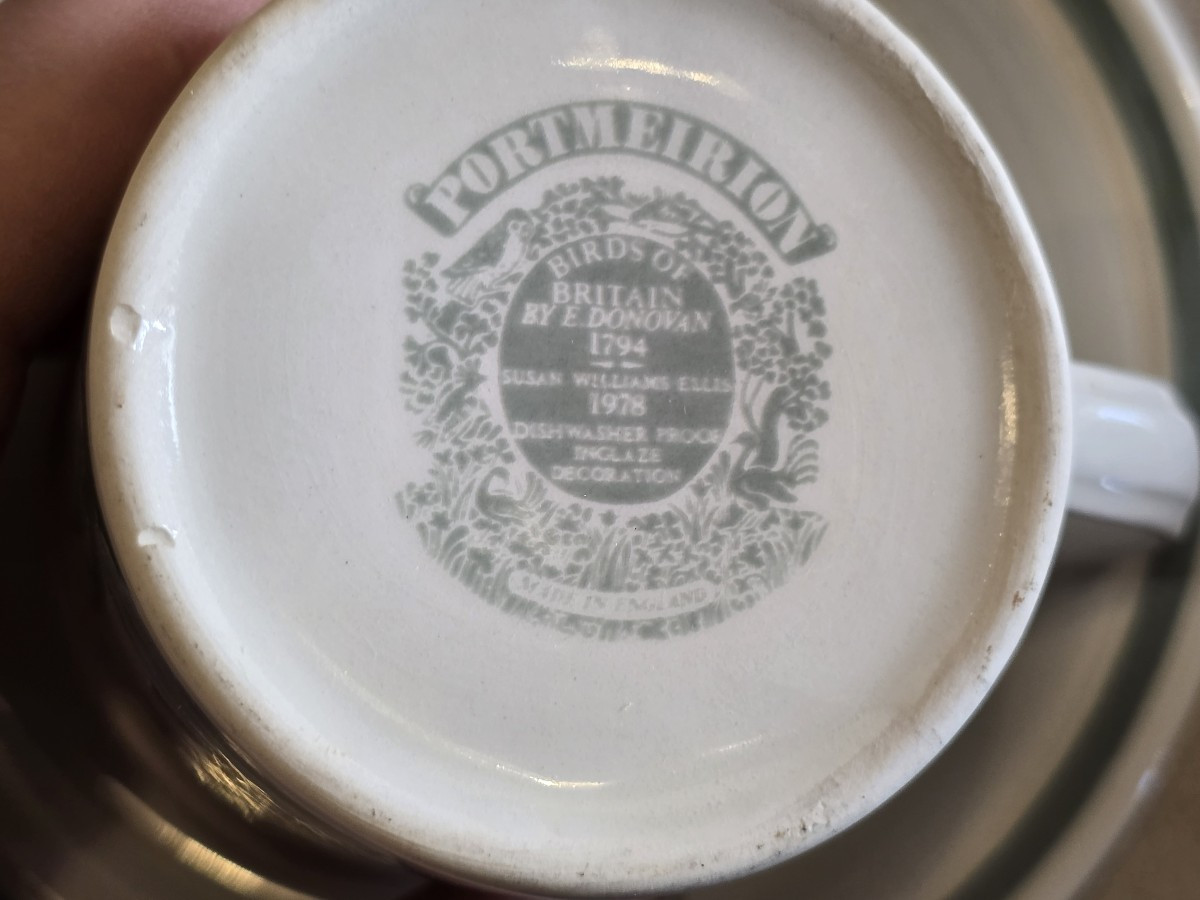 PORTMEIRION
BIRDS OF
BRITAIN
BY E. DONOVAN
1794
SUSAN WILLIAMS ELLIS
1978
DISHWASHER PROOF
INGLAZE
DECORATION
MADE IN ENGLAND